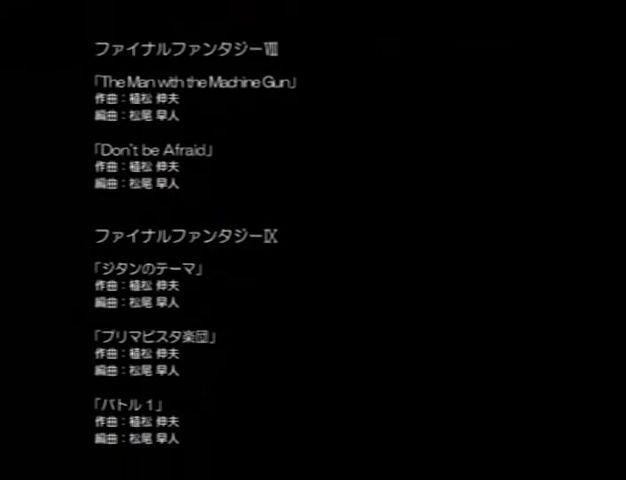 ファイナルファンタジーⅧ
「The Man with the Machine Gun」
作曲：植松 伸夫
編曲：松尾 早人
「Don't be Afraid」
作曲：植松 伸夫
編曲：松尾 早人
ファイナルファンタジーⅨ
「ジタンのテーマ」
作曲：植松 伸夫
編曲：松尾 早人
「プリマビスタ楽団」
作曲：植松 伸夫
編曲：松尾 早人
「バトル 1」
作曲：植松 伸夫
編曲：松尾 早人